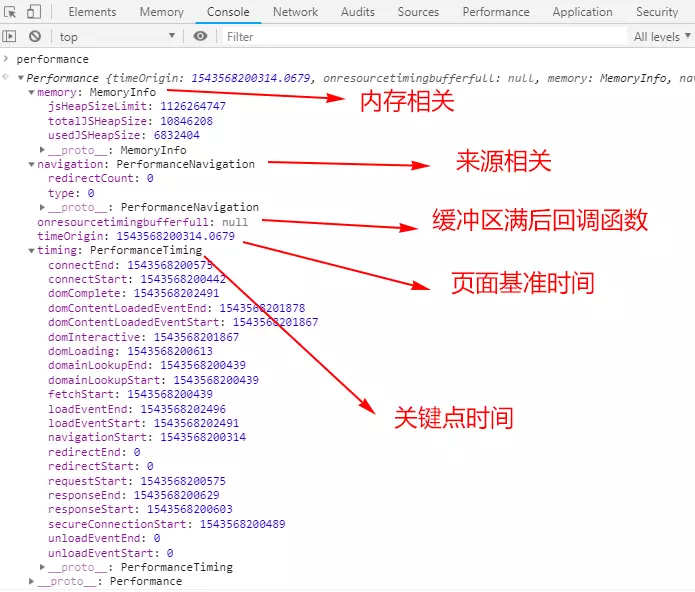 Elements Memory Console Network Audits Sources Performance Application Security
top Filter All levels
performance
Performance {timeOrigin: 1543568200314.0679, onresourcetimingbufferfull: null, memory: MemoryInfo, na
memory: MemoryInfo
内存相关
jsHeapSizeLimit: 1126264747
totalJSHeapSize: 10846208
usedJSHeapSize: 6832404
__proto__: MemoryInfo
navigation: PerformanceNavigation
来源相关
redirectCount: 0
type: 0
__proto__: PerformanceNavigation
onresourcetimingbufferfull: null
缓冲区满后回调函数
timeOrigin: 1543568200314.0679
页面基准时间
timing: PerformanceTiming
关键点时间
connectEnd: 1543568200575
connectStart: 1543568200442
domComplete: 1543568202491
domContentLoadedEventEnd: 1543568201878
domContentLoadedEventStart: 1543568201867
domInteractive: 1543568201867
domLoading: 1543568200613
domainLookupEnd: 1543568200439
domainLookupStart: 1543568200439
fetchStart: 1543568200439
loadEventEnd: 1543568202496
loadEventStart: 1543568202491
navigationStart: 1543568200314
redirectEnd: 0
redirectStart: 0
requestStart: 1543568200575
responseEnd: 1543568200629
responseStart: 1543568200603
secureConnectionStart: 1543568200489
unloadEventEnd: 0
unloadEventStart: 0
__proto__: PerformanceTiming
__proto__: Performance